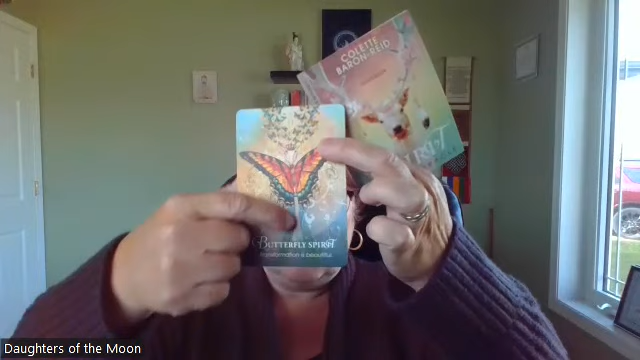 COLETTE
BARON-REID
BUTTERFLY SPIRIT
transformation is beautiful.
Daughters of the Moon